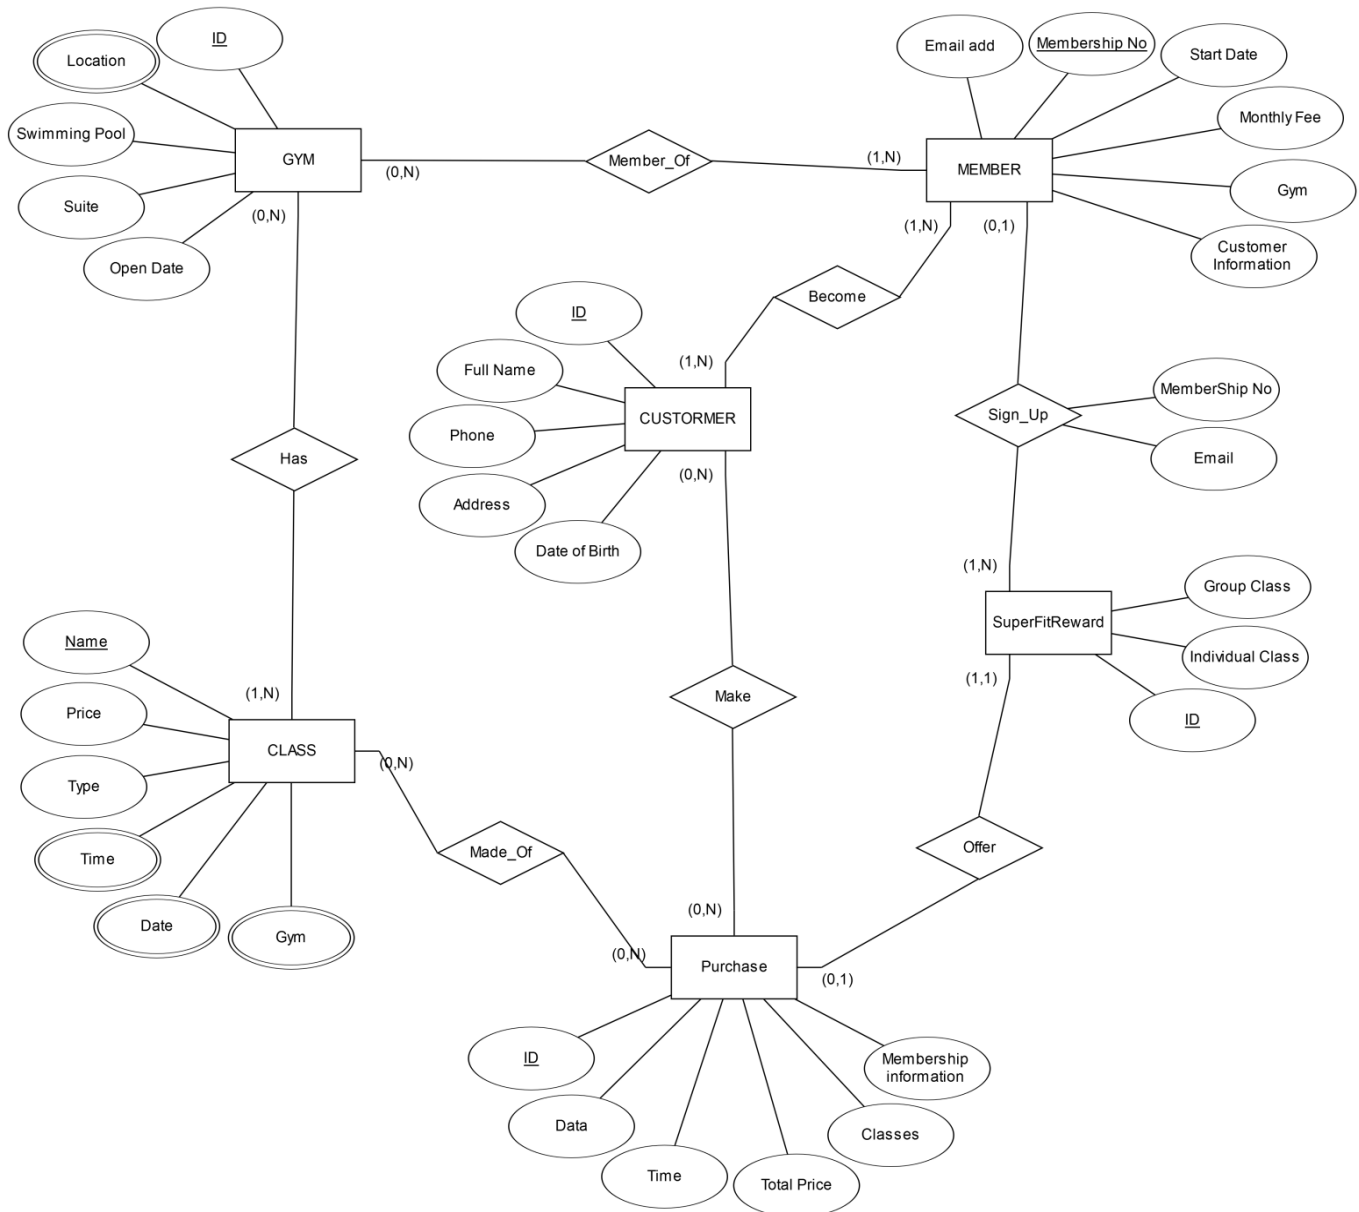 ID
Location
Swimming Pool
Suite
Open Date
GYM
(0,N)
(0,N)
Member_Of
(1,N)
Email add
Membership No
Start Date
Monthly Fee
Gym
Customer
Information
MEMBER
(1,N)
(0,1)
Become
ID
Full Name
Phone
Address
Date of Birth
(1,N)
CUSTORMER
(0,N)
Sign_Up
MemberShip No
Email
Has
(1,N)
SuperFitReward
Group Class
Individual Class
ID
(1,1)
Name
Price
Type
Time
Date
Gym
(1,N)
CLASS
(0,N)
Make
Made_Of
Offer
(0,N)
(0,N)
Purchase
(0,1)
ID
Data
Time
Total Price
Classes
Membership
information